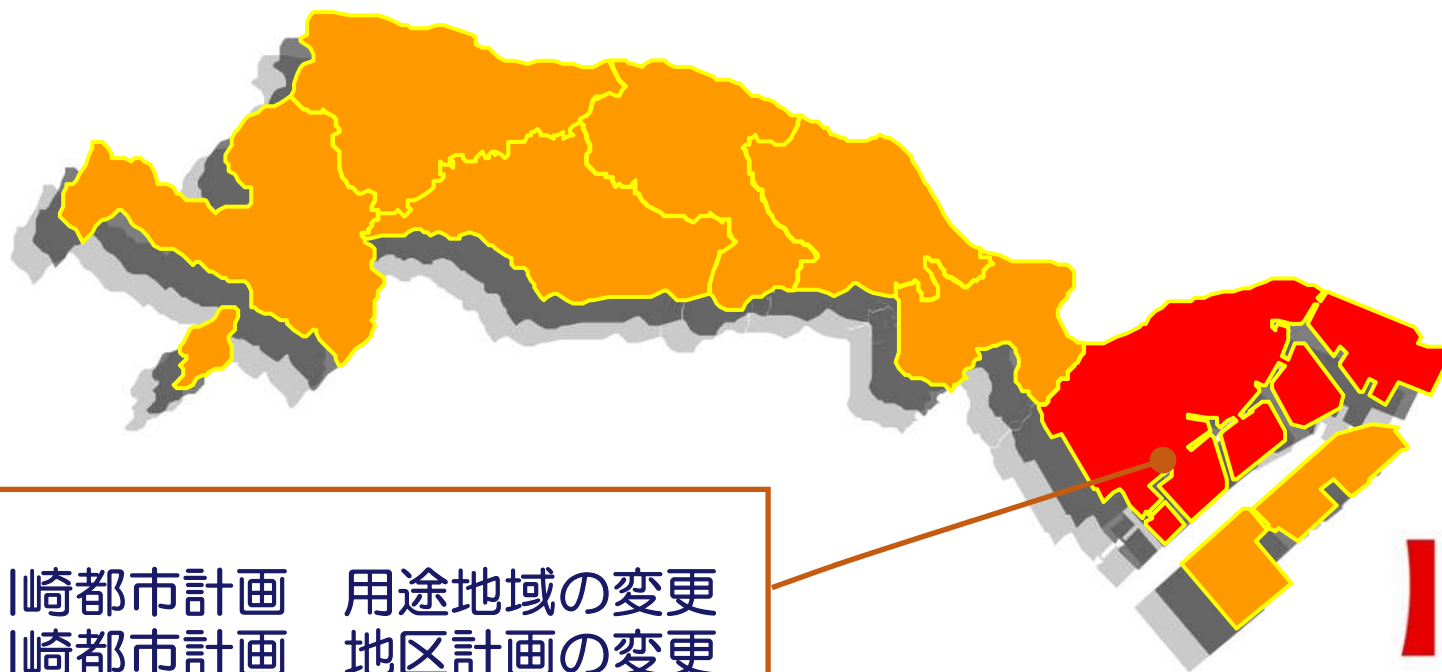 崎都市計画　用途地域の変更
崎都市計画　地区計画の変更
】